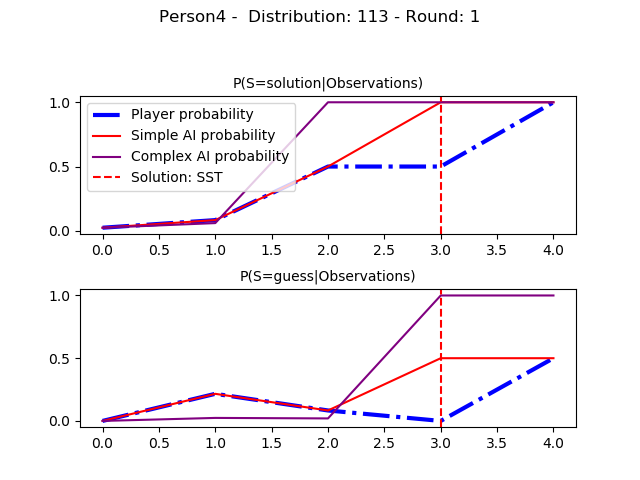 Person4 -  Distribution: 113 - Round: 1
P(S=solution|Observations)
1.0
0.5
0.0
Player probability
Simple AI probability
Complex AI probability
Solution: SST
0.0 0.5 1.0 1.5 2.0 2.5 3.0 3.5 4.0
P(S=guess|Observations)
1.0
0.5
0.0
0.0 0.5 1.0 1.5 2.0 2.5 3.0 3.5 4.0